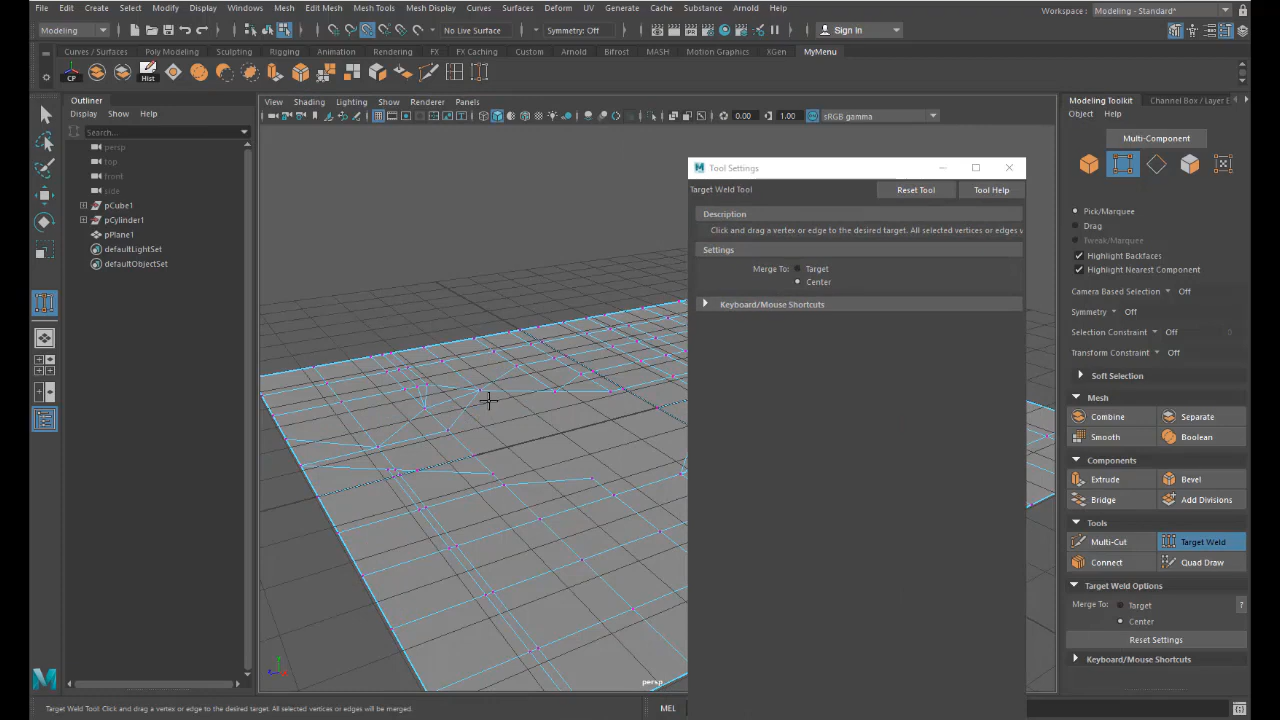 File Edit Create Select Modify Display Windows Mesh Edit Mesh Mesh Tools Mesh Display Curves Surfaces Deform UV Generate Cache Substance Arnold Help
Workspace : Modeling - Standard*
Modeling
No Live Surface
Symmetry: Off
Sign In
Curves / Surfaces Poly Modeling Sculpting Rigging Animation Rendering FX FX Caching Custom Arnold Bifrost MASH Motion Graphics XGen MyMenu
CP
Hist
Outliner
Display Show Help
Search...
persp
top
front
side
pCube1
pCylinder1
pPlane1
defaultLightSet
defaultObjectSet
View Shading Lighting Show Renderer Panels
0.00
1.00
sRGB gamma
persp
Tool Settings
Target Weld Tool
Reset Tool
Tool Help
Description
Click and drag a vertex or edge to the desired target. All selected vertices or edges
Settings
Merge To: Target
Center
Keyboard/Mouse Shortcuts
Modeling Toolkit
Channel Box / Layer E
Object Help
Multi-Component
Pick/Marquee
Drag
Tweak/Marquee
Highlight Backfaces
Highlight Nearest Component
Camera Based Selection Off
Symmetry Off
Selection Constraint Off 0
Transform Constraint Off
Soft Selection
Mesh
Combine Separate
Smooth Boolean
Components
Extrude Bevel
Bridge Add Divisions
Tools
Multi-Cut Target Weld
Connect Quad Draw
Target Weld Options
Merge To: Target ?
Center
Reset Settings
Keyboard/Mouse Shortcuts
Target Weld Tool: Click and drag a vertex or edge to the desired target. All selected vertices or edges will be merged.
MEL